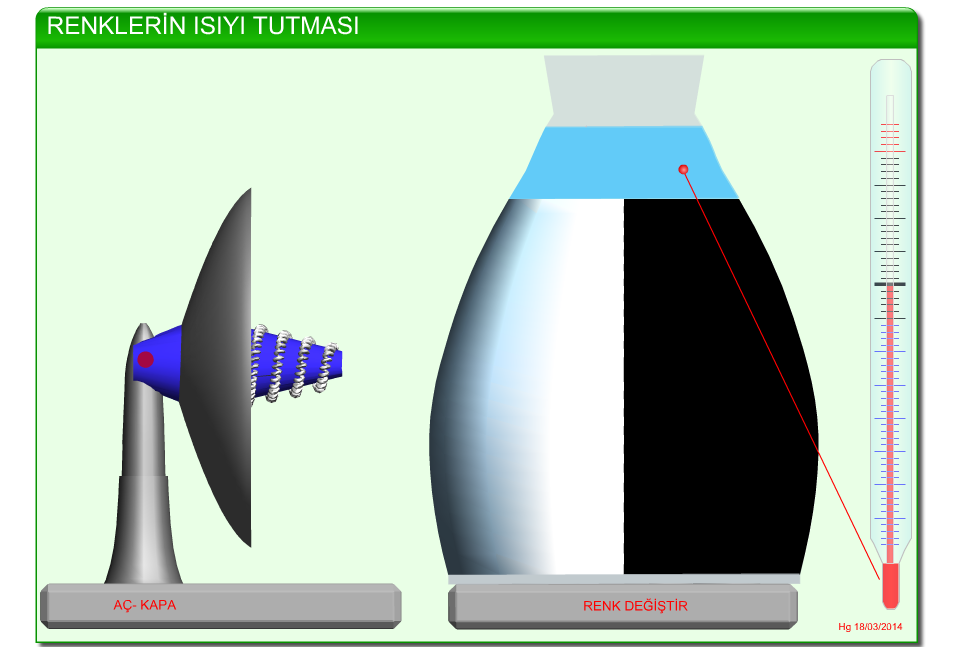 RENKLERİN ISIYI TUTMASI
AÇ- KAPA
RENK DEĞİŞTİR
Hg 18/03/2014